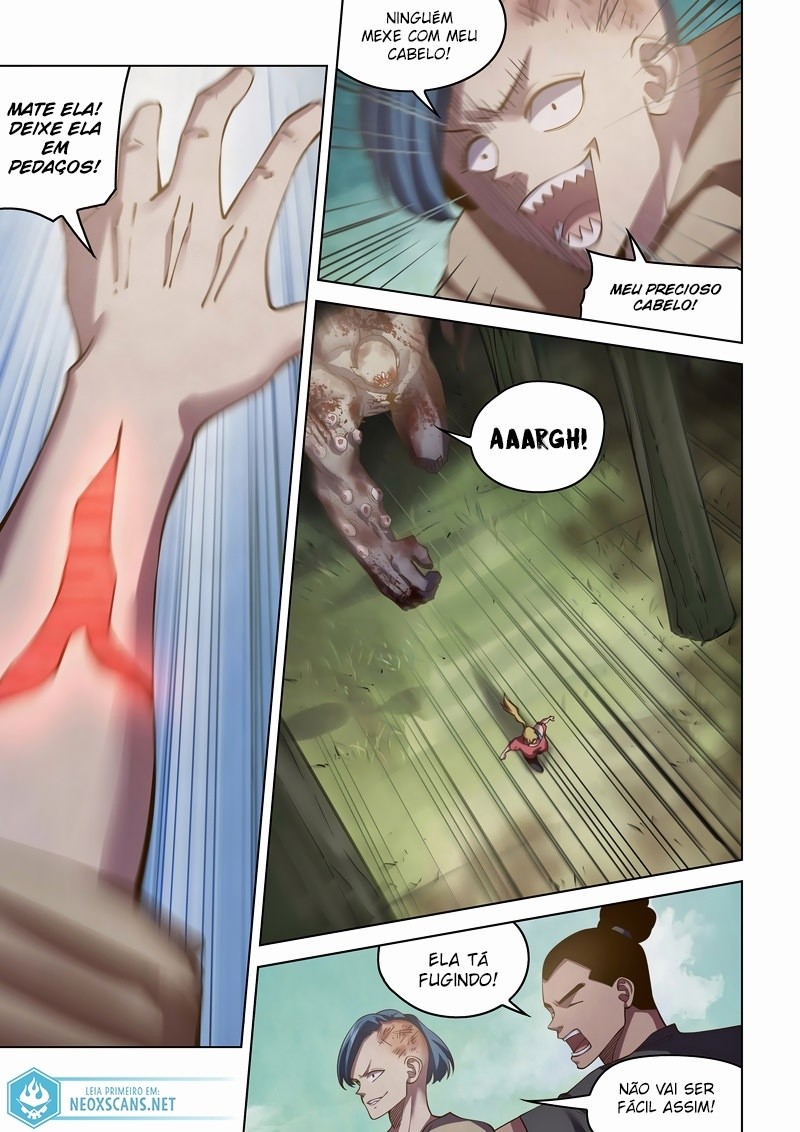 NINGUÉM
MEXE COM MEU
CABELO!
MEU PRECIOSO
CABELO!
MATE ELA!
DEIXE ELA
EM
PEDAÇOS!
AAARGH!
ELA TÁ
FUGINDO!
NÃO VAI SER
FÁCIL ASSIM!
LEIA PRIMEIRO EM:
NEOXSCANS.NET